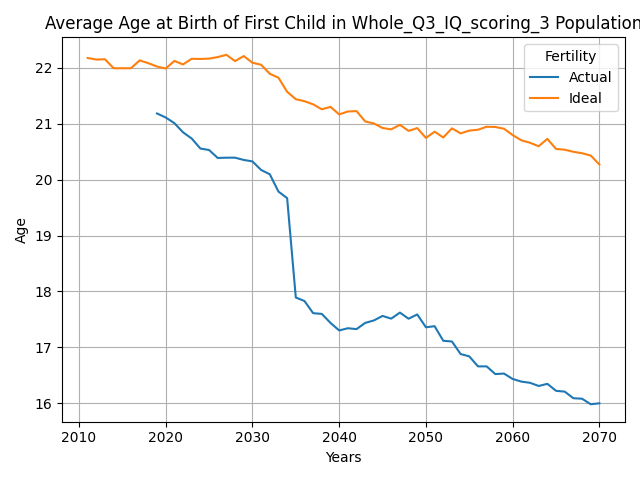 Average Age at Birth of First Child in Whole_Q3_IQ_scoring_3 Population
Fertility
Actual
Ideal
Age
22
21
20
19
18
17
16
2010 2020 2030 2040 2050 2060 2070
Years